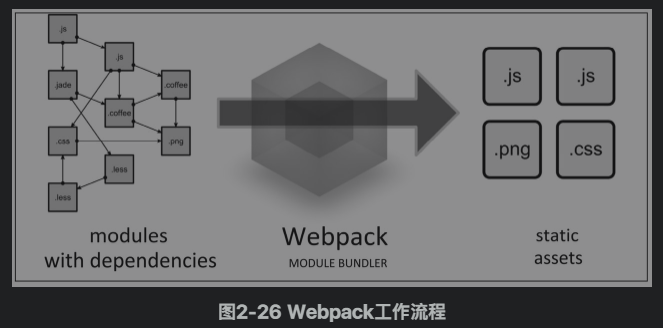 .js
.js
.jade
.coffee
.coffee
.css
.png
.less
.less
.js
.js
.png
.css
modules
with dependencies
Webpack
MODULE BUNDLER
static
assets
图2-26 Webpack工作流程